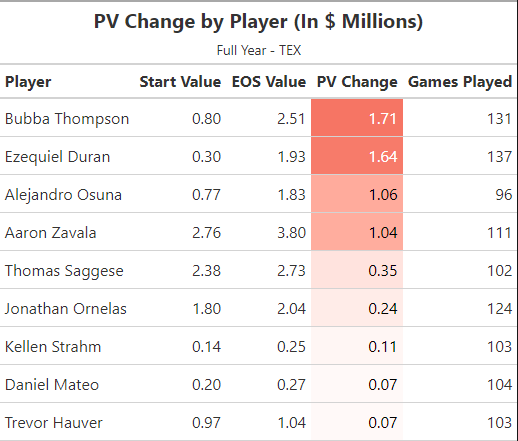 PV Change by Player (In $ Millions)
Full Year - TEX
Player Start Value EOS Value PV Change Games Played
Bubba Thompson 0.80 2.51 1.71 131
Ezequiel Duran 0.30 1.93 1.64 137
Alejandro Osuna 0.77 1.83 1.06 96
Aaron Zavala 2.76 3.80 1.04 111
Thomas Saggese 2.38 2.73 0.35 102
Jonathan Ornelas 1.80 2.04 0.24 124
Kellen Strahm 0.14 0.25 0.11 103
Daniel Mateo 0.20 0.27 0.07 104
Trevor Hauver 0.97 1.04 0.07 103